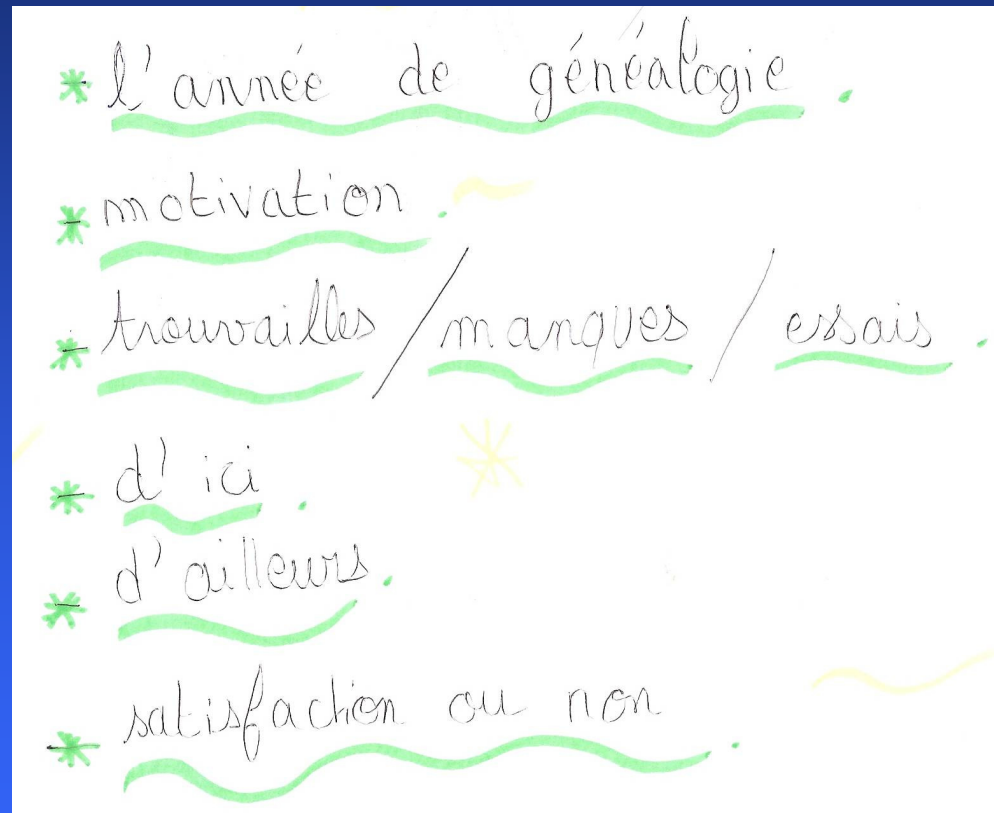 * l'année de généalogie.
* motivation.
* trouvailles / manques / essais.
* d'ici.
* d'ailleurs.
* satisfaction ou non.